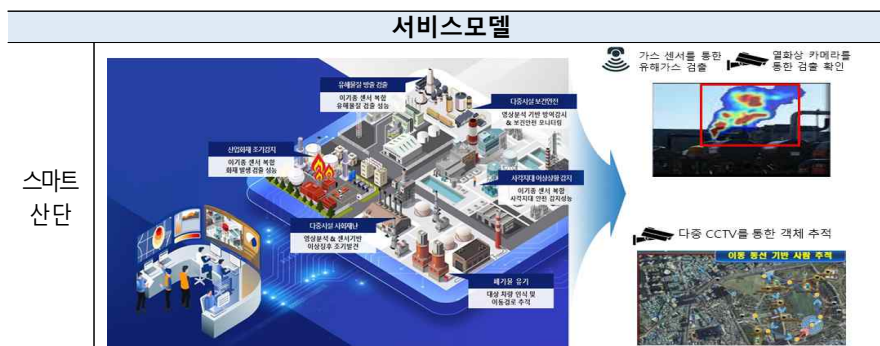 서비스모델
스마트
산단
유해물질 방출 검출
이기종 센서 복합
유해물질 검출 성능
다중시설 보건안전
영상분석 기반 방역감시
& 보건안전 모니터링
산업화재 조기감지
이기종 센서 복합
화재 발생 검출 성능
사각지대 이상상황 감지
이기종 센서 복합
사각지대 안전 감지성능
다중시설 사회재난
영상분석 & 센서기반
이상징후 조기발견
폐기물 유기
대상 차량 인식 및
이동경로 추적
가스 센서를 통한
유해가스 검출
열화상 카메라를
통한 검출 확인
다중 CCTV를 통한 객체 추적
이동 동선 기반 사람 추적